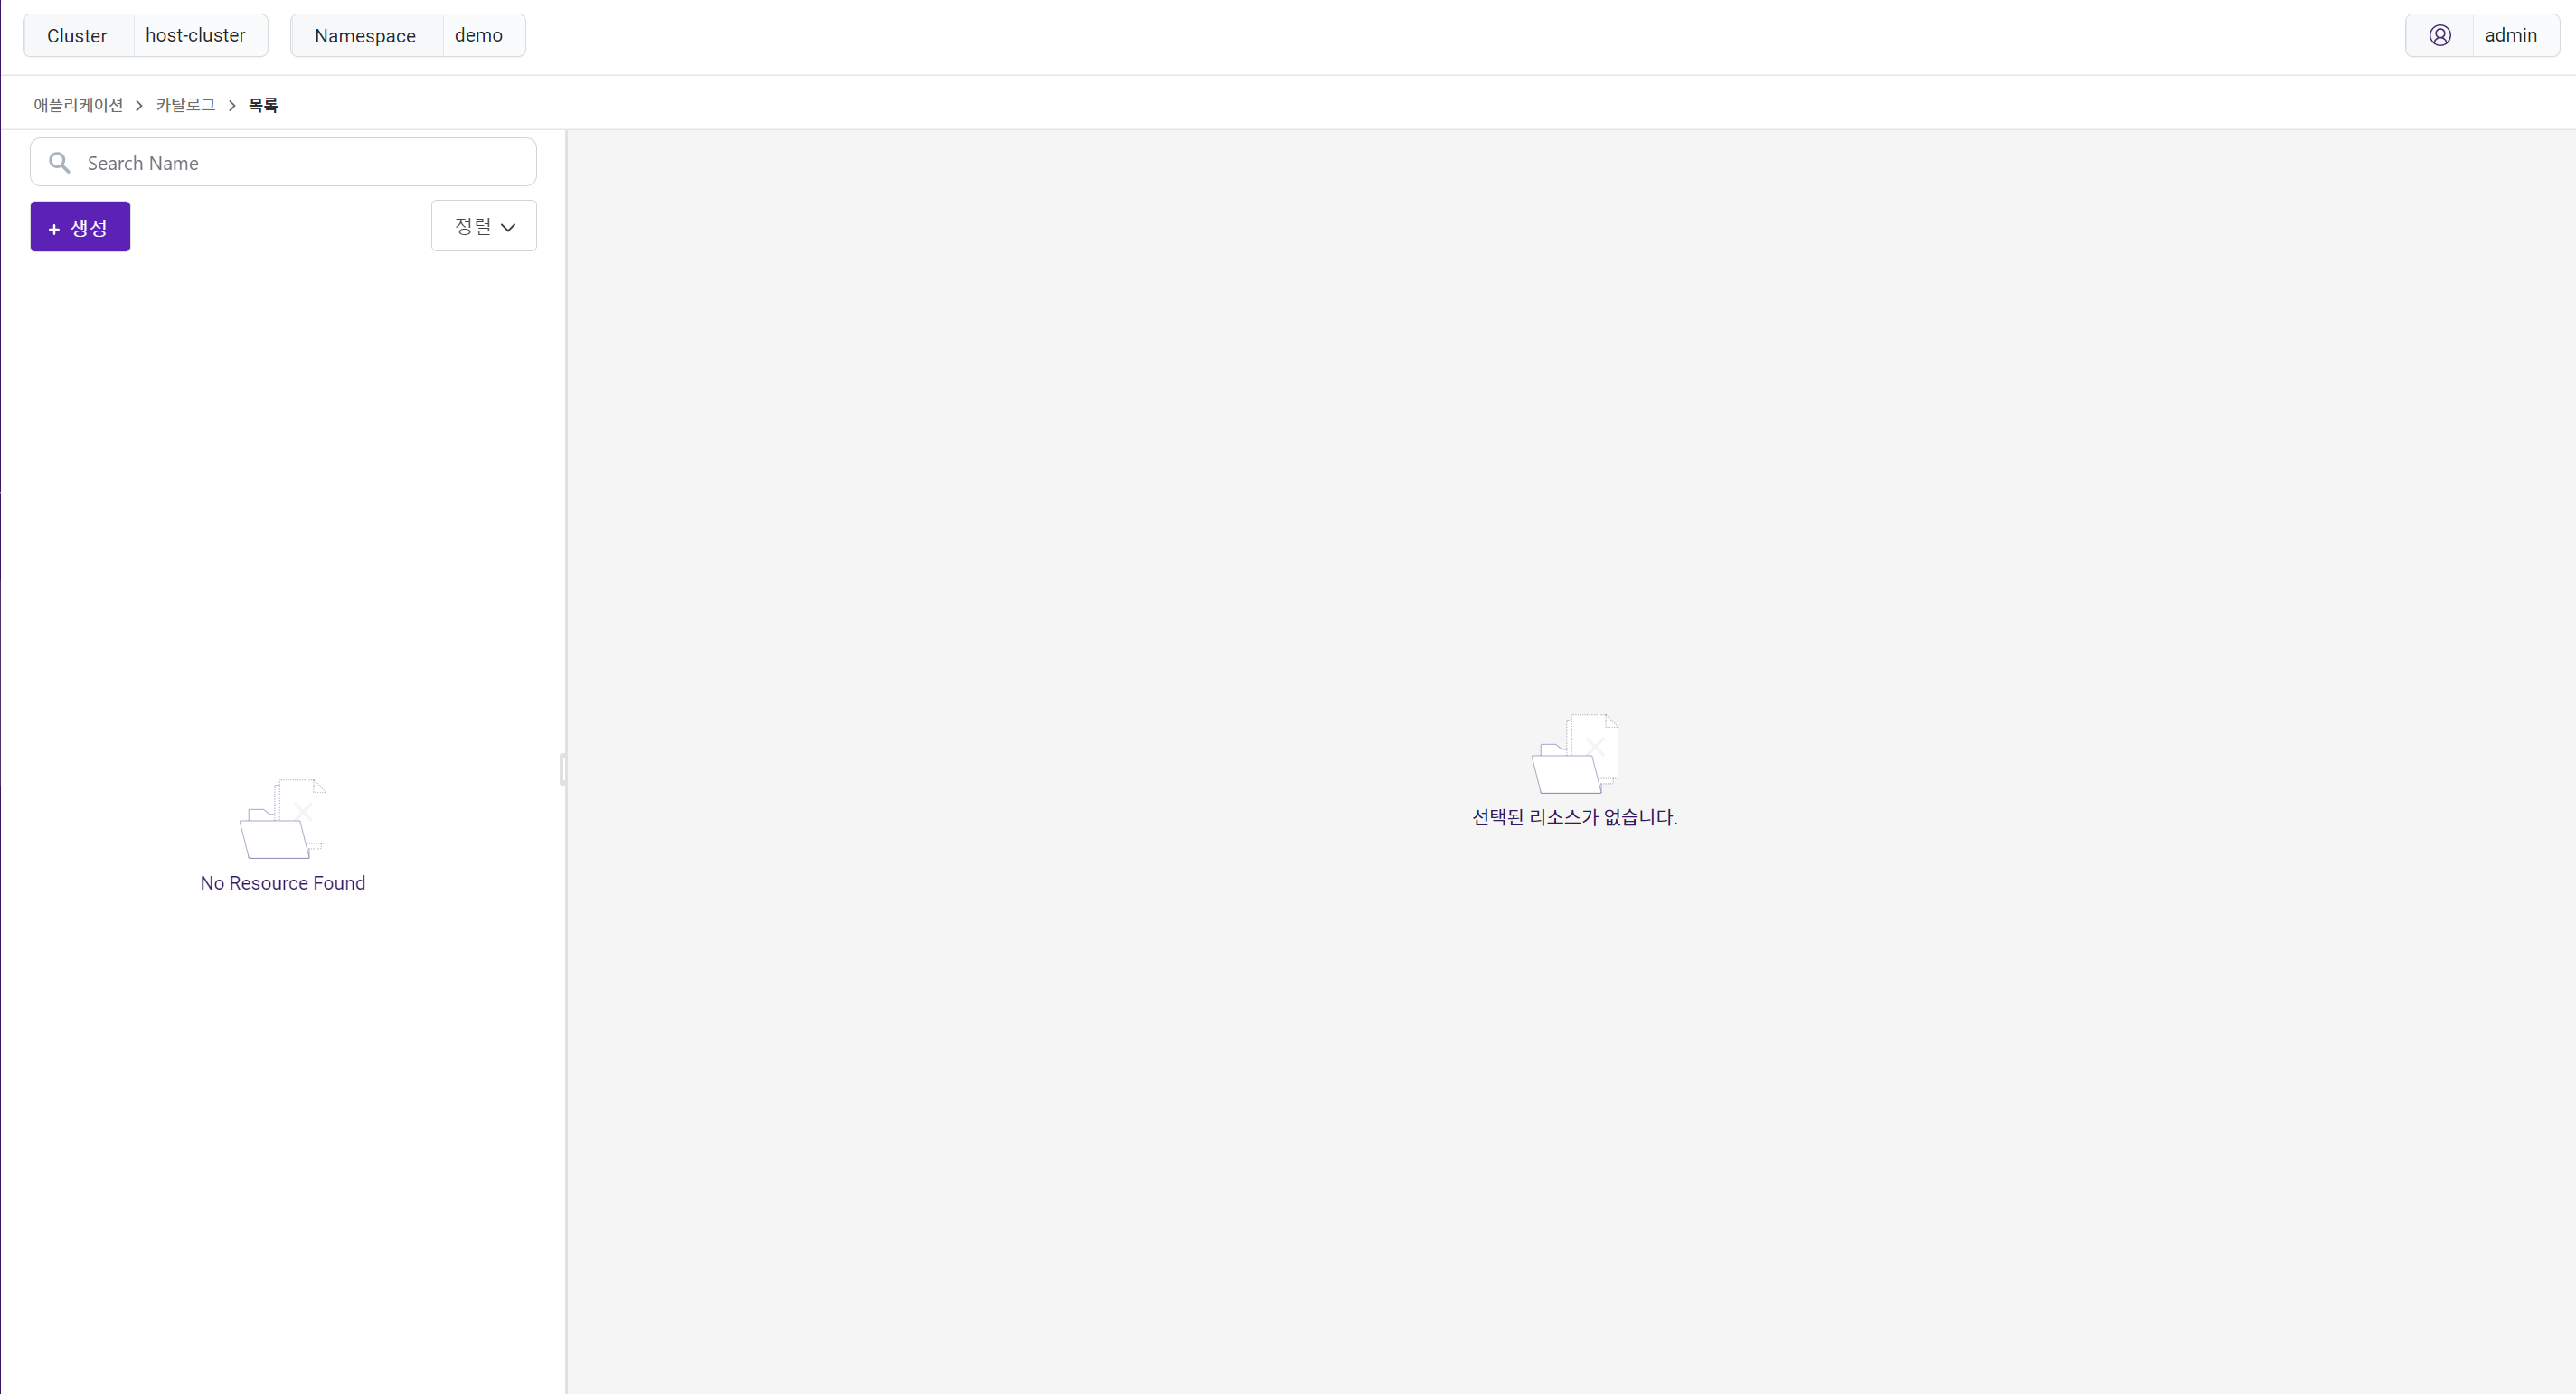 Cluster host-cluster Namespace demo admin
애플리케이션 > 카탈로그 > 목록
Search Name
+ 생성 정렬
선택된 리소스가 없습니다.
No Resource Found